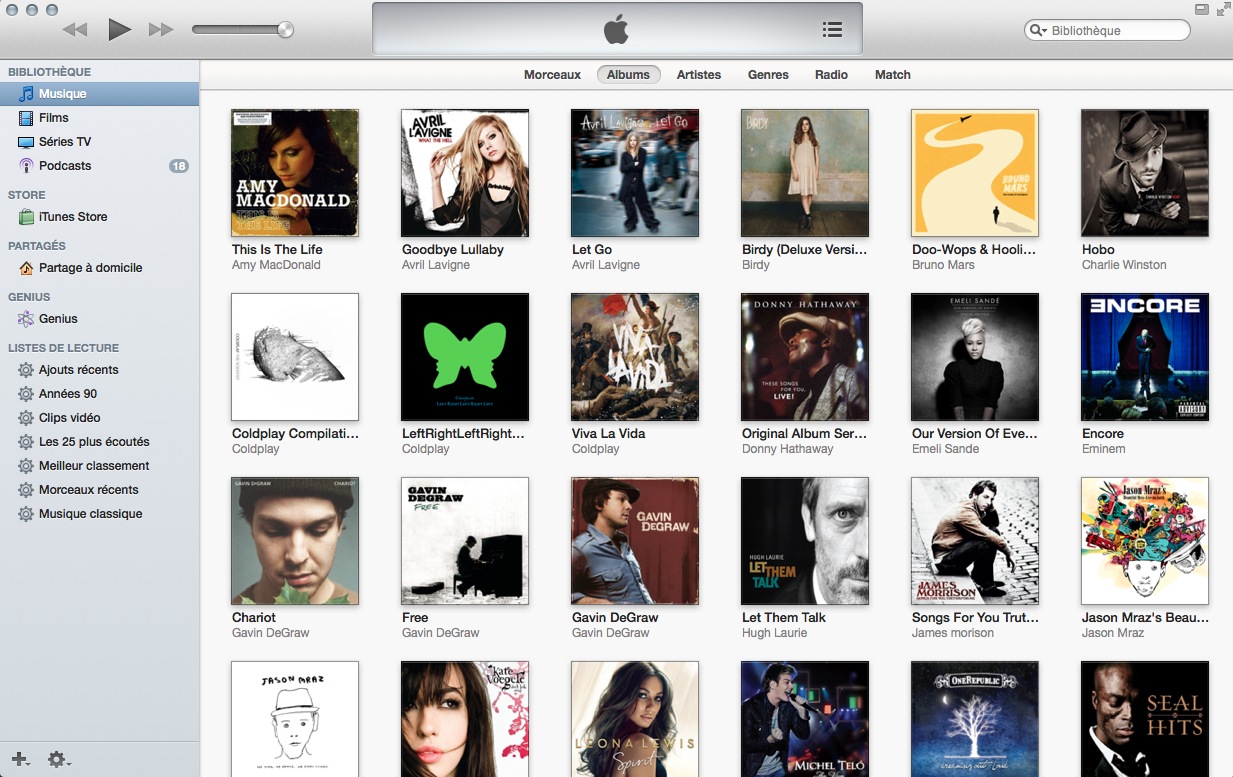 Bibliothèque
BIBLIOTHÈQUE
Musique
Films
Séries TV
Podcasts 18
STORE
iTunes Store
PARTAGÉS
Partage à domicile
GENIUS
Genius
LISTES DE LECTURE
Ajouts récents
Années 90
Clips vidéo
Les 25 plus écoutés
Meilleur classement
Morceaux récents
Musique classique
Morceaux Albums Artistes Genres Radio Match
AMY
MACDONALD
THIS IS
THE LIFE
AVRIL
LAVIGNE
WHAT THE HELL
Avril Lavigne. Let Go
BIRDY
BRUNO
MARS
CHARLIE WINSTON HOBO
This Is The Life
Amy MacDonald
Goodbye Lullaby
Avril Lavigne
Let Go
Avril Lavigne
Birdy (Deluxe Versi...
Birdy
Doo-Wops & Hooli...
Bruno Mars
Hobo
Charlie Winston
VIVA
LA
VIDA
DONNY HATHAWAY
THESE SONGS
FOR YOU,
LIVE!
EMELI SANDÉ
ENCORE
PARENTAL
ADVISORY
Coldplay Compilati...
Coldplay
LeftRightLeftRight...
Coldplay
Viva La Vida
Coldplay
Original Album Ser...
Donny Hathaway
Our Version Of Eve...
Emeli Sande
Encore
Eminem
GAVIN DEGRAW CHARIOT
GAVIN
DEGRAW
FREE
GAVIN
DEGRAW
HUGH LAURIE
LET THEM
TALK
JAMES
MORRISON
Jason Mraz's
Chariot
Gavin DeGraw
Free
Gavin DeGraw
Gavin DeGraw
Gavin DeGraw
Let Them Talk
Hugh Laurie
Songs For You Trut...
James morison
Jason Mraz's Beau...
Jason Mraz
JASON MRAZ
Kate
Voegele
LEONA LEWIS
Spirit
MICHEL TELÓ
OneRepublic
dreaming out loud
SEAL
HITS